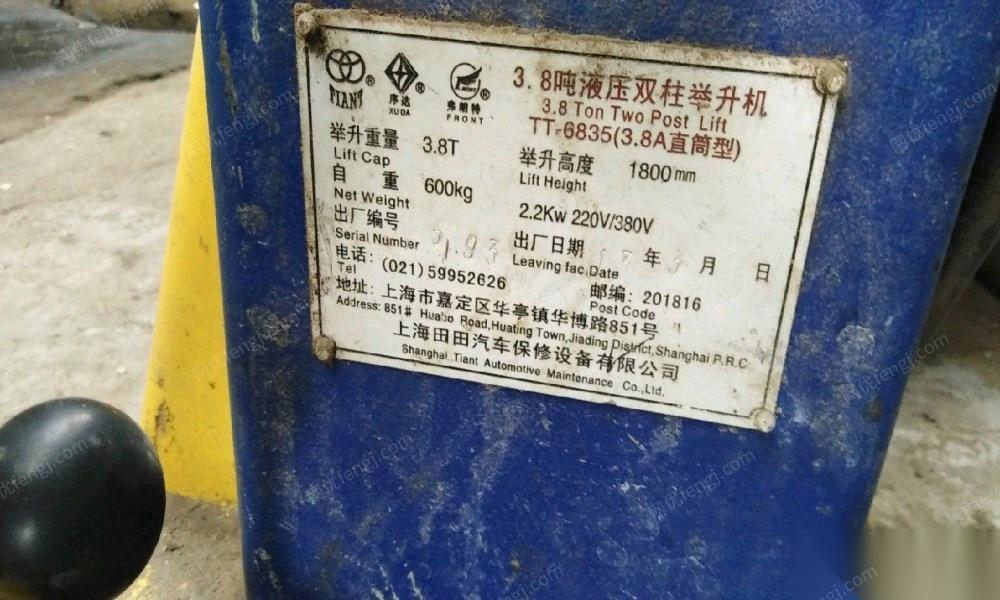 TIANT ® 序达 XUDA ® 弗朗特 FRONT ®
3.8吨液压双柱举升机
3.8 Ton Two Post Lift
TT-6835(3.8A直筒型)
举升重量 3.8T 举升高度 1800mm
Lift Cap Lift Height
自 重 600kg 2.2Kw 220V/380V
Net Weight
出厂编号 出厂日期 年 月 日
Serial Number Leaving fac Date
电话: (021)59952626 邮编: 201816
Tel Post Code
地址: 上海市嘉定区华亭镇华博路851号
Address: 851# Huabo Road,Huating Town,Jiading District,Shanghai P.R.C
上海田田汽车保修设备有限公司
Shanghai Tiant Automotive Maintenance Co.,Ltd.